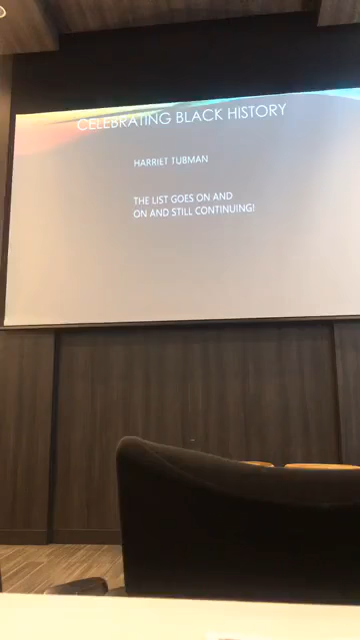 CELEBRATING BLACK HISTORY
HARRIET TUBMAN
THE LIST GOES ON AND
ON AND STILL CONTINUING!